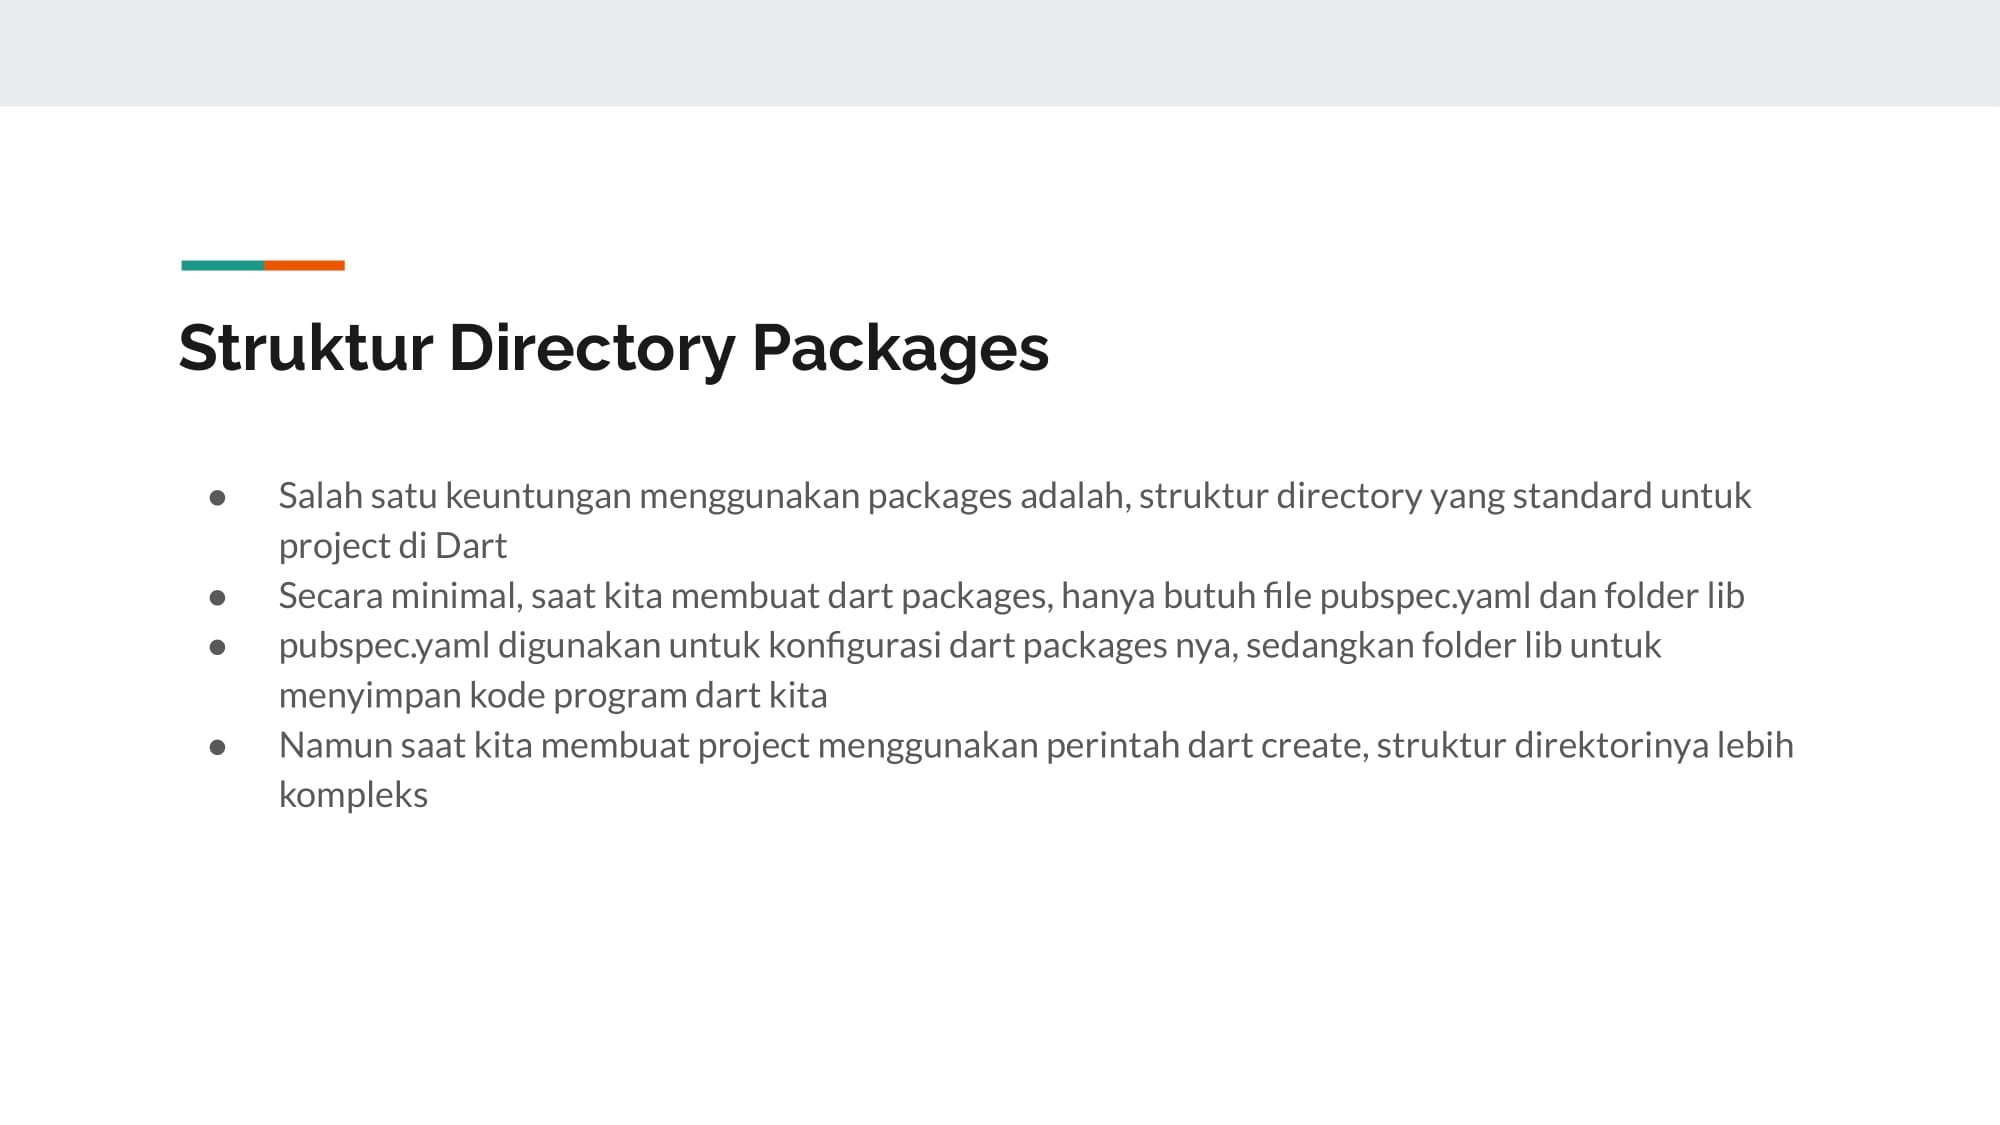 Struktur Directory Packages
● Salah satu keuntungan menggunakan packages adalah, struktur directory yang standard untuk
project di Dart
● Secara minimal, saat kita membuat dart packages, hanya butuh file pubspec.yaml dan folder lib
● pubspec.yaml digunakan untuk konfigurasi dart packages nya, sedangkan folder lib untuk
menyimpan kode program dart kita
● Namun saat kita membuat project menggunakan perintah dart create, struktur direktorinya lebih
kompleks